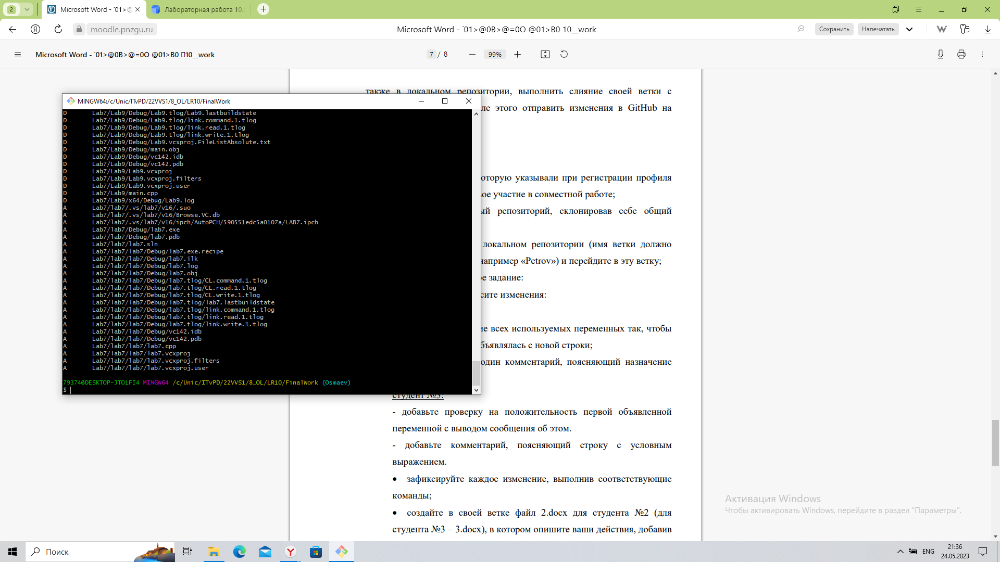 2
Microsoft Word - '01>@
Лабораторная работа 10.
moodle.pnzgu.ru
Microsoft Word - '01>@0B>@=0O @01>B0 10__work
Сохранить
Напечатать
Microsoft Word - '01>@0B>@=0O @01>B0 10__work
7 / 8
99%
также в локальном репозитории, выполнить слияние своей ветки с
ле этого отправить изменения в GitHub на
оторую указывали при регистрации профиля
вое участие в совместной работе;
ый репозиторий, склонировав себе общий
локальном репозитории (имя ветки должно
например «Petrov») и перейдите в эту ветку;
ое задание:
сите изменения:
ие всех используемых переменных так, чтобы
бъявлялась с новой строки;
один комментарий, поясняющий назначение
студент №3:
- добавьте проверку на положительность первой объявленной
переменной с выводом сообщения об этом.
- добавьте комментарий, поясняющий строку с условным
выражением.
• зафиксируйте каждое изменение, выполнив соответствующие
команды;
• создайте в своей ветке файл 2.docx для студента №2 (для
студента №3 – 3.docx), в котором опишите ваши действия, добавив
MINGW64:/c/Unic/ITvPD/22VVS1/8_OL/LR10/FinalWork
D Lab7/Lab9/Debug/Lab9.tlog/Lab9.lastbuildstate
D Lab7/Lab9/Debug/Lab9.tlog/link.command.1.tlog
D Lab7/Lab9/Debug/Lab9.tlog/link.read.1.tlog
D Lab7/Lab9/Debug/Lab9.tlog/link.write.1.tlog
D Lab7/Lab9/Debug/Lab9.vcxproj.FileListAbsolute.txt
D Lab7/Lab9/Debug/main.obj
D Lab7/Lab9/Debug/vc142.idb
D Lab7/Lab9/Debug/vc142.pdb
D Lab7/Lab9/Lab9.vcxproj
D Lab7/Lab9/Lab9.vcxproj.filters
D Lab7/Lab9/Lab9.vcxproj.user
D Lab7/Lab9/main.cpp
D Lab7/Lab9/x64/Debug/Lab9.log
A Lab7/lab7/.vs/lab7/v16/.suo
A Lab7/lab7/.vs/lab7/v16/Browse.VC.db
A Lab7/lab7/.vs/lab7/v16/ipch/AutoPCH/590551edc5a0107a/LAB7.ipch
A Lab7/lab7/Debug/lab7.exe
A Lab7/lab7/Debug/lab7.pdb
A Lab7/lab7/lab7.sln
A Lab7/lab7/lab7/Debug/lab7.exe.recipe
A Lab7/lab7/lab7/Debug/lab7.ilk
A Lab7/lab7/lab7/Debug/lab7.log
A Lab7/lab7/lab7/Debug/lab7.obj
A Lab7/lab7/lab7/Debug/lab7.tlog/CL.command.1.tlog
A Lab7/lab7/lab7/Debug/lab7.tlog/CL.read.1.tlog
A Lab7/lab7/lab7/Debug/lab7.tlog/CL.write.1.tlog
A Lab7/lab7/lab7/Debug/lab7.tlog/lab7.lastbuildstate
A Lab7/lab7/lab7/Debug/lab7.tlog/link.command.1.tlog
A Lab7/lab7/lab7/Debug/lab7.tlog/link.read.1.tlog
A Lab7/lab7/lab7/Debug/lab7.tlog/link.write.1.tlog
A Lab7/lab7/lab7/Debug/vc142.idb
A Lab7/lab7/lab7/Debug/vc142.pdb
A Lab7/lab7/lab7/lab7.cpp
A Lab7/lab7/lab7/lab7.vcxproj
A Lab7/lab7/lab7/lab7.vcxproj.filters
A Lab7/lab7/lab7/lab7.vcxproj.user
79374@DESKTOP-JTO1FI4 MINGW64 /c/Unic/ITvPD/22VVS1/8_OL/LR10/FinalWork (Osmaev)
$
Активация Windows
Чтобы активировать Windows, перейдите в раздел "Параметры".
Поиск
ENG
21:36
24.05.2023